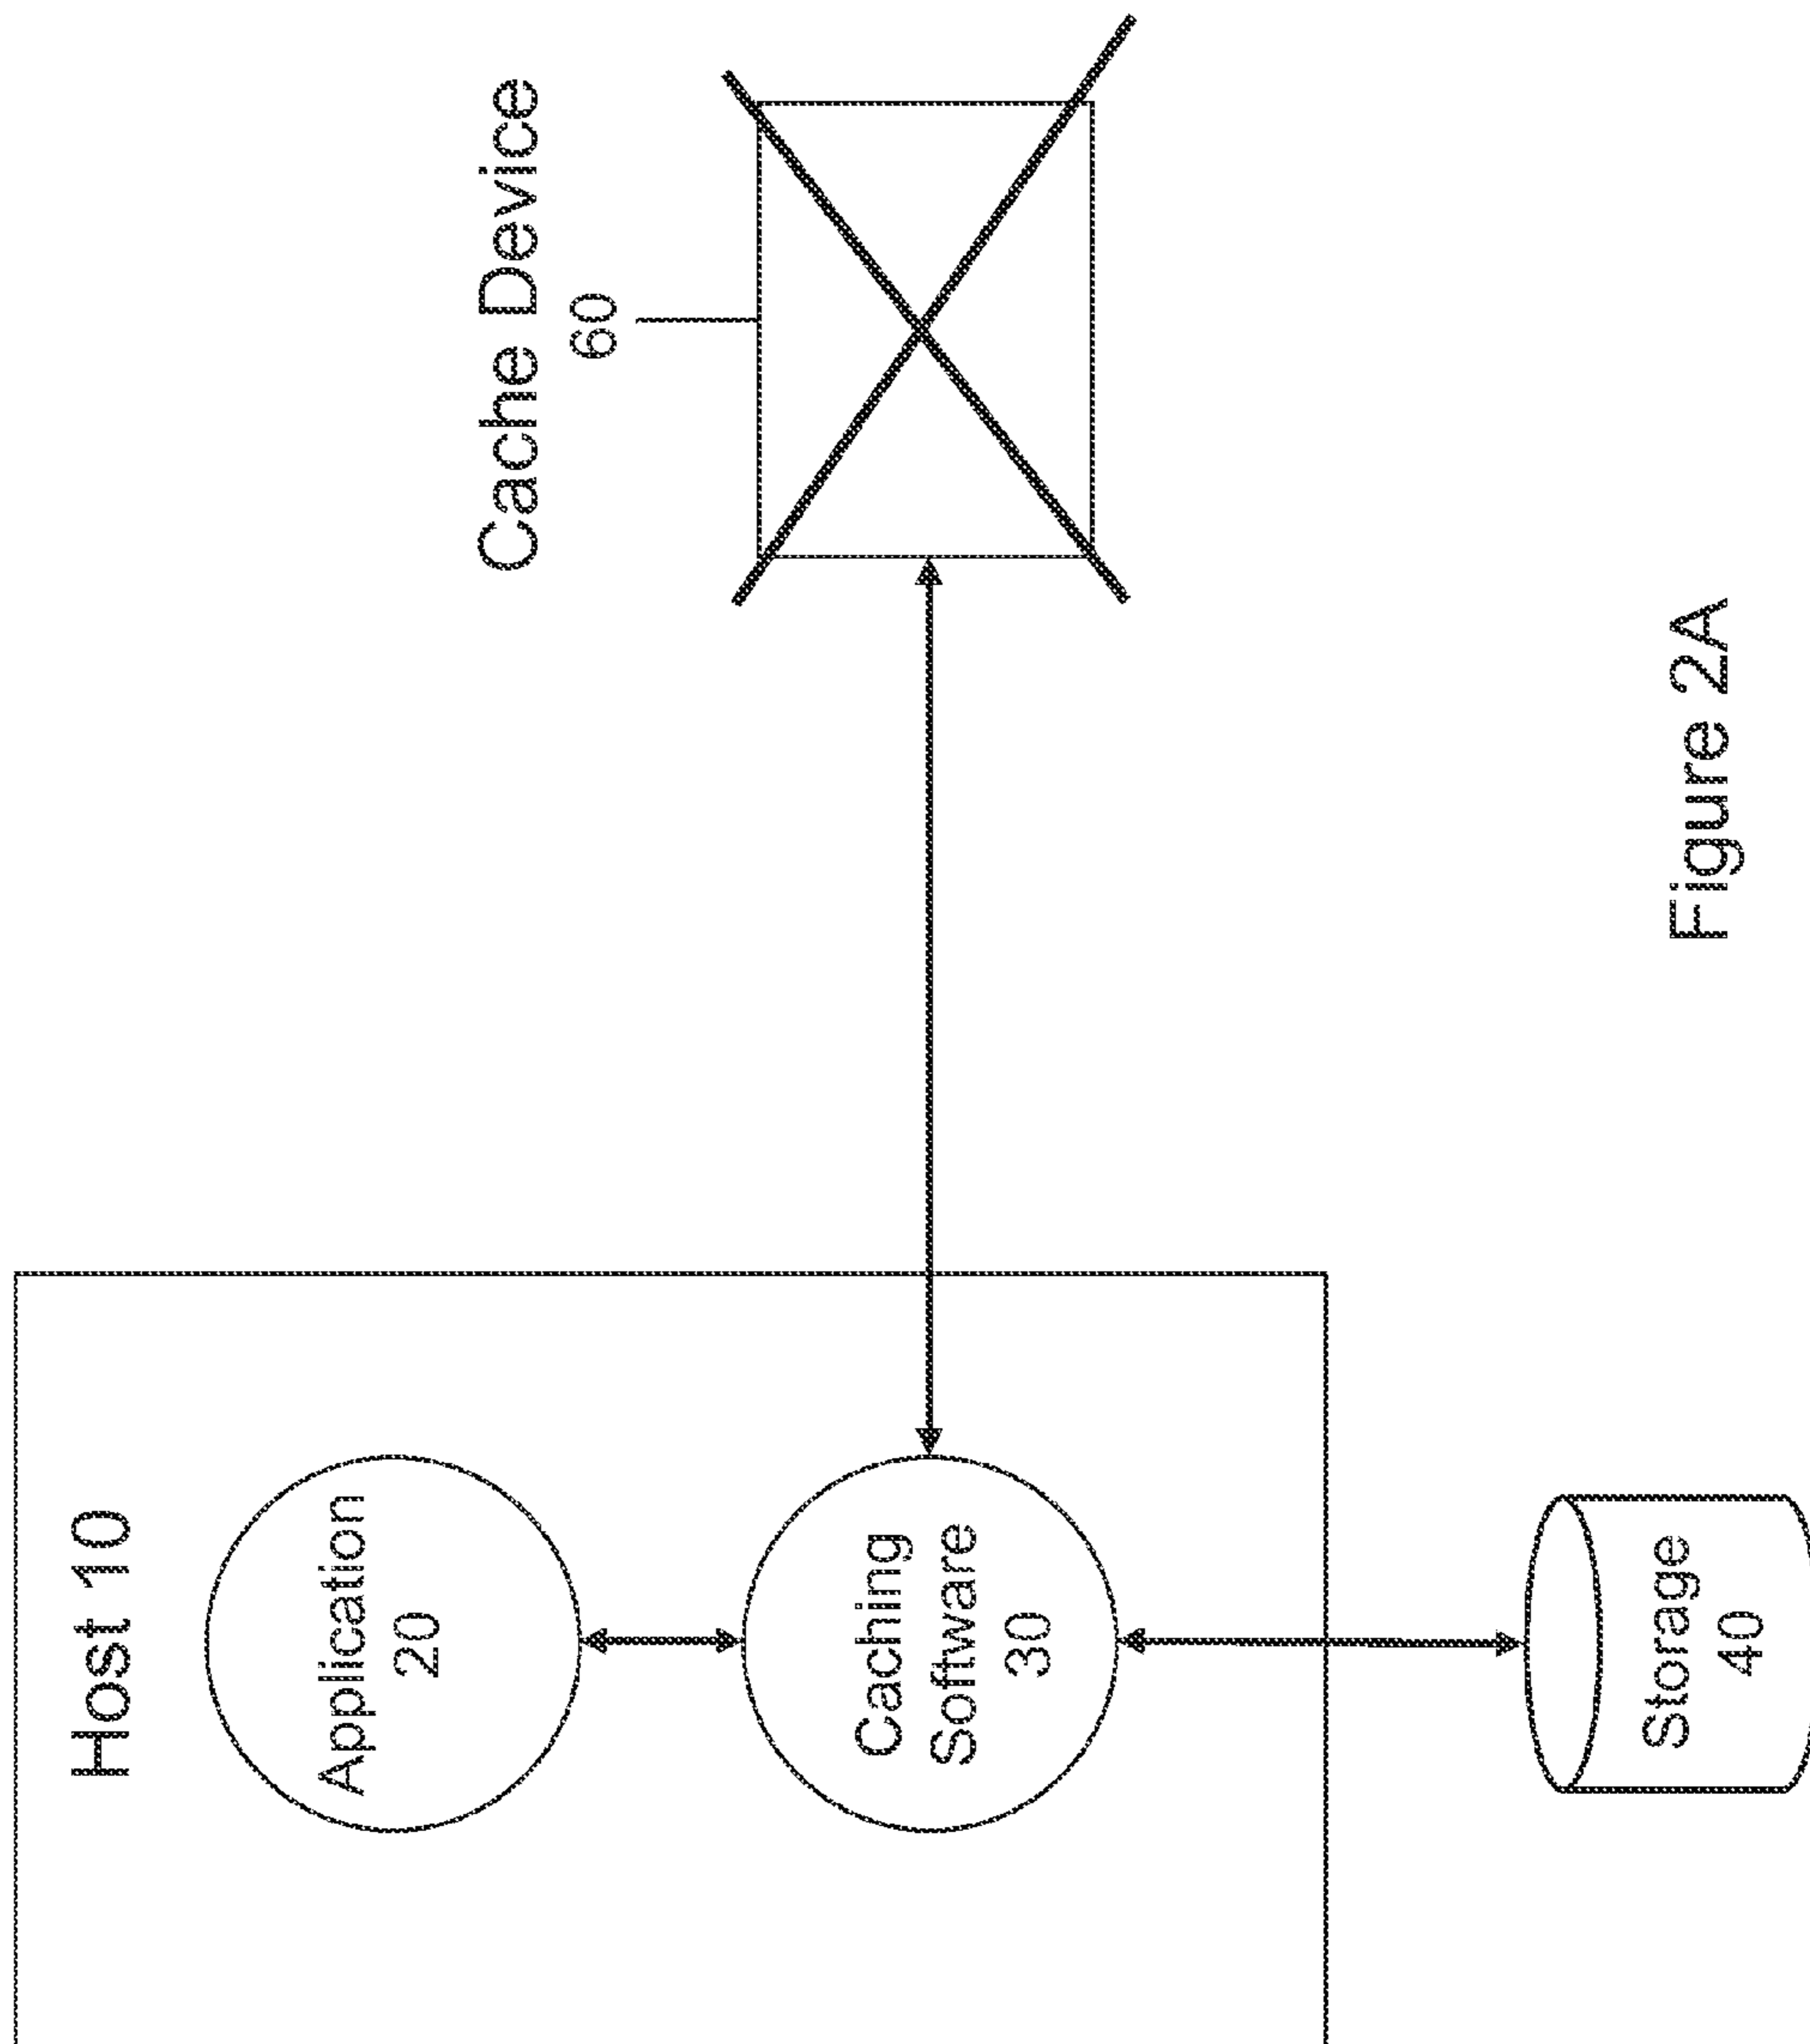 Host 10
Application
20
Caching
Software
30
Storage
40
Cache Device
60
Figure 2A